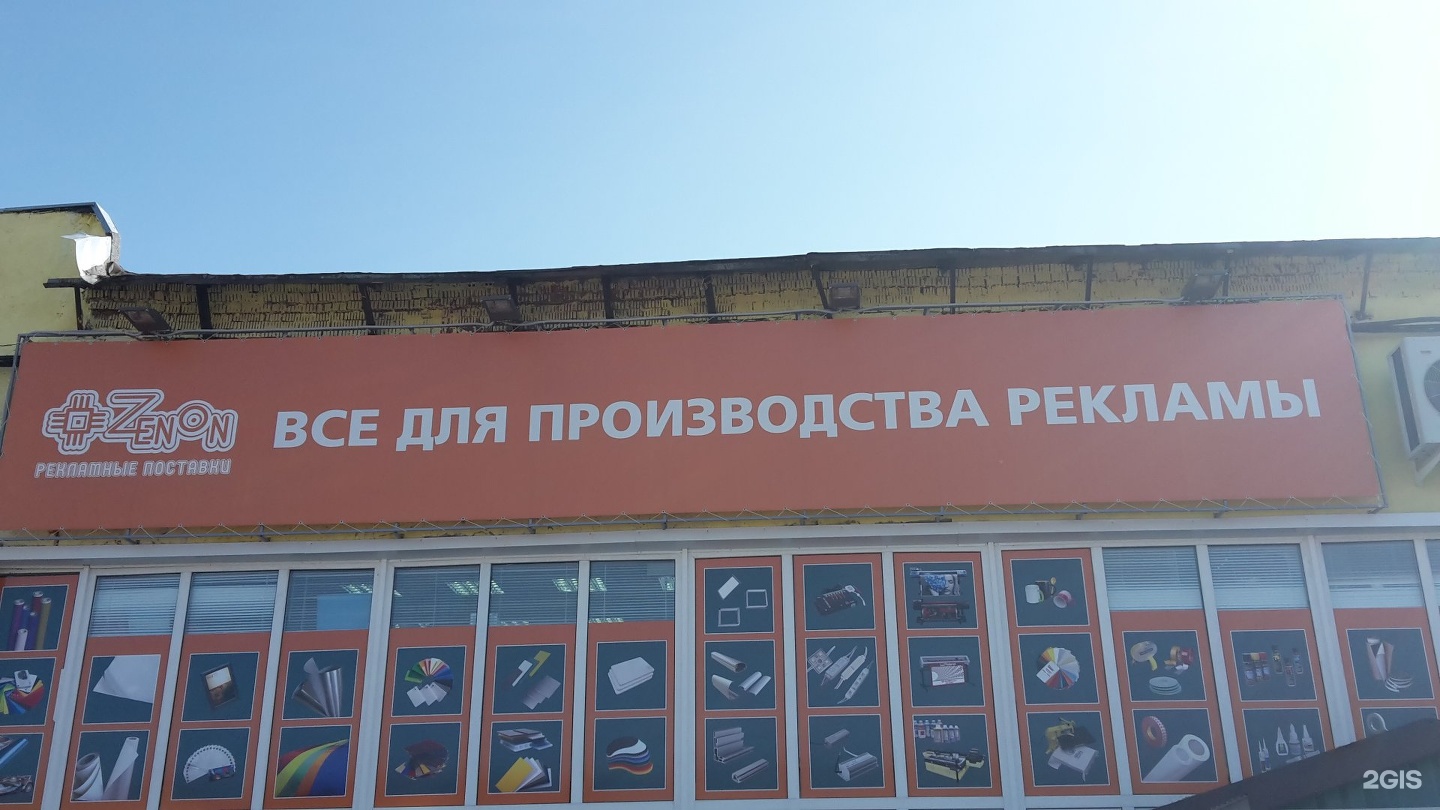 ZENON
РЕКЛАМНЫЕ ПОСТАВКИ
ВСЕ ДЛЯ ПРОИЗВОДСТВА РЕКЛАМЫ
2GIS